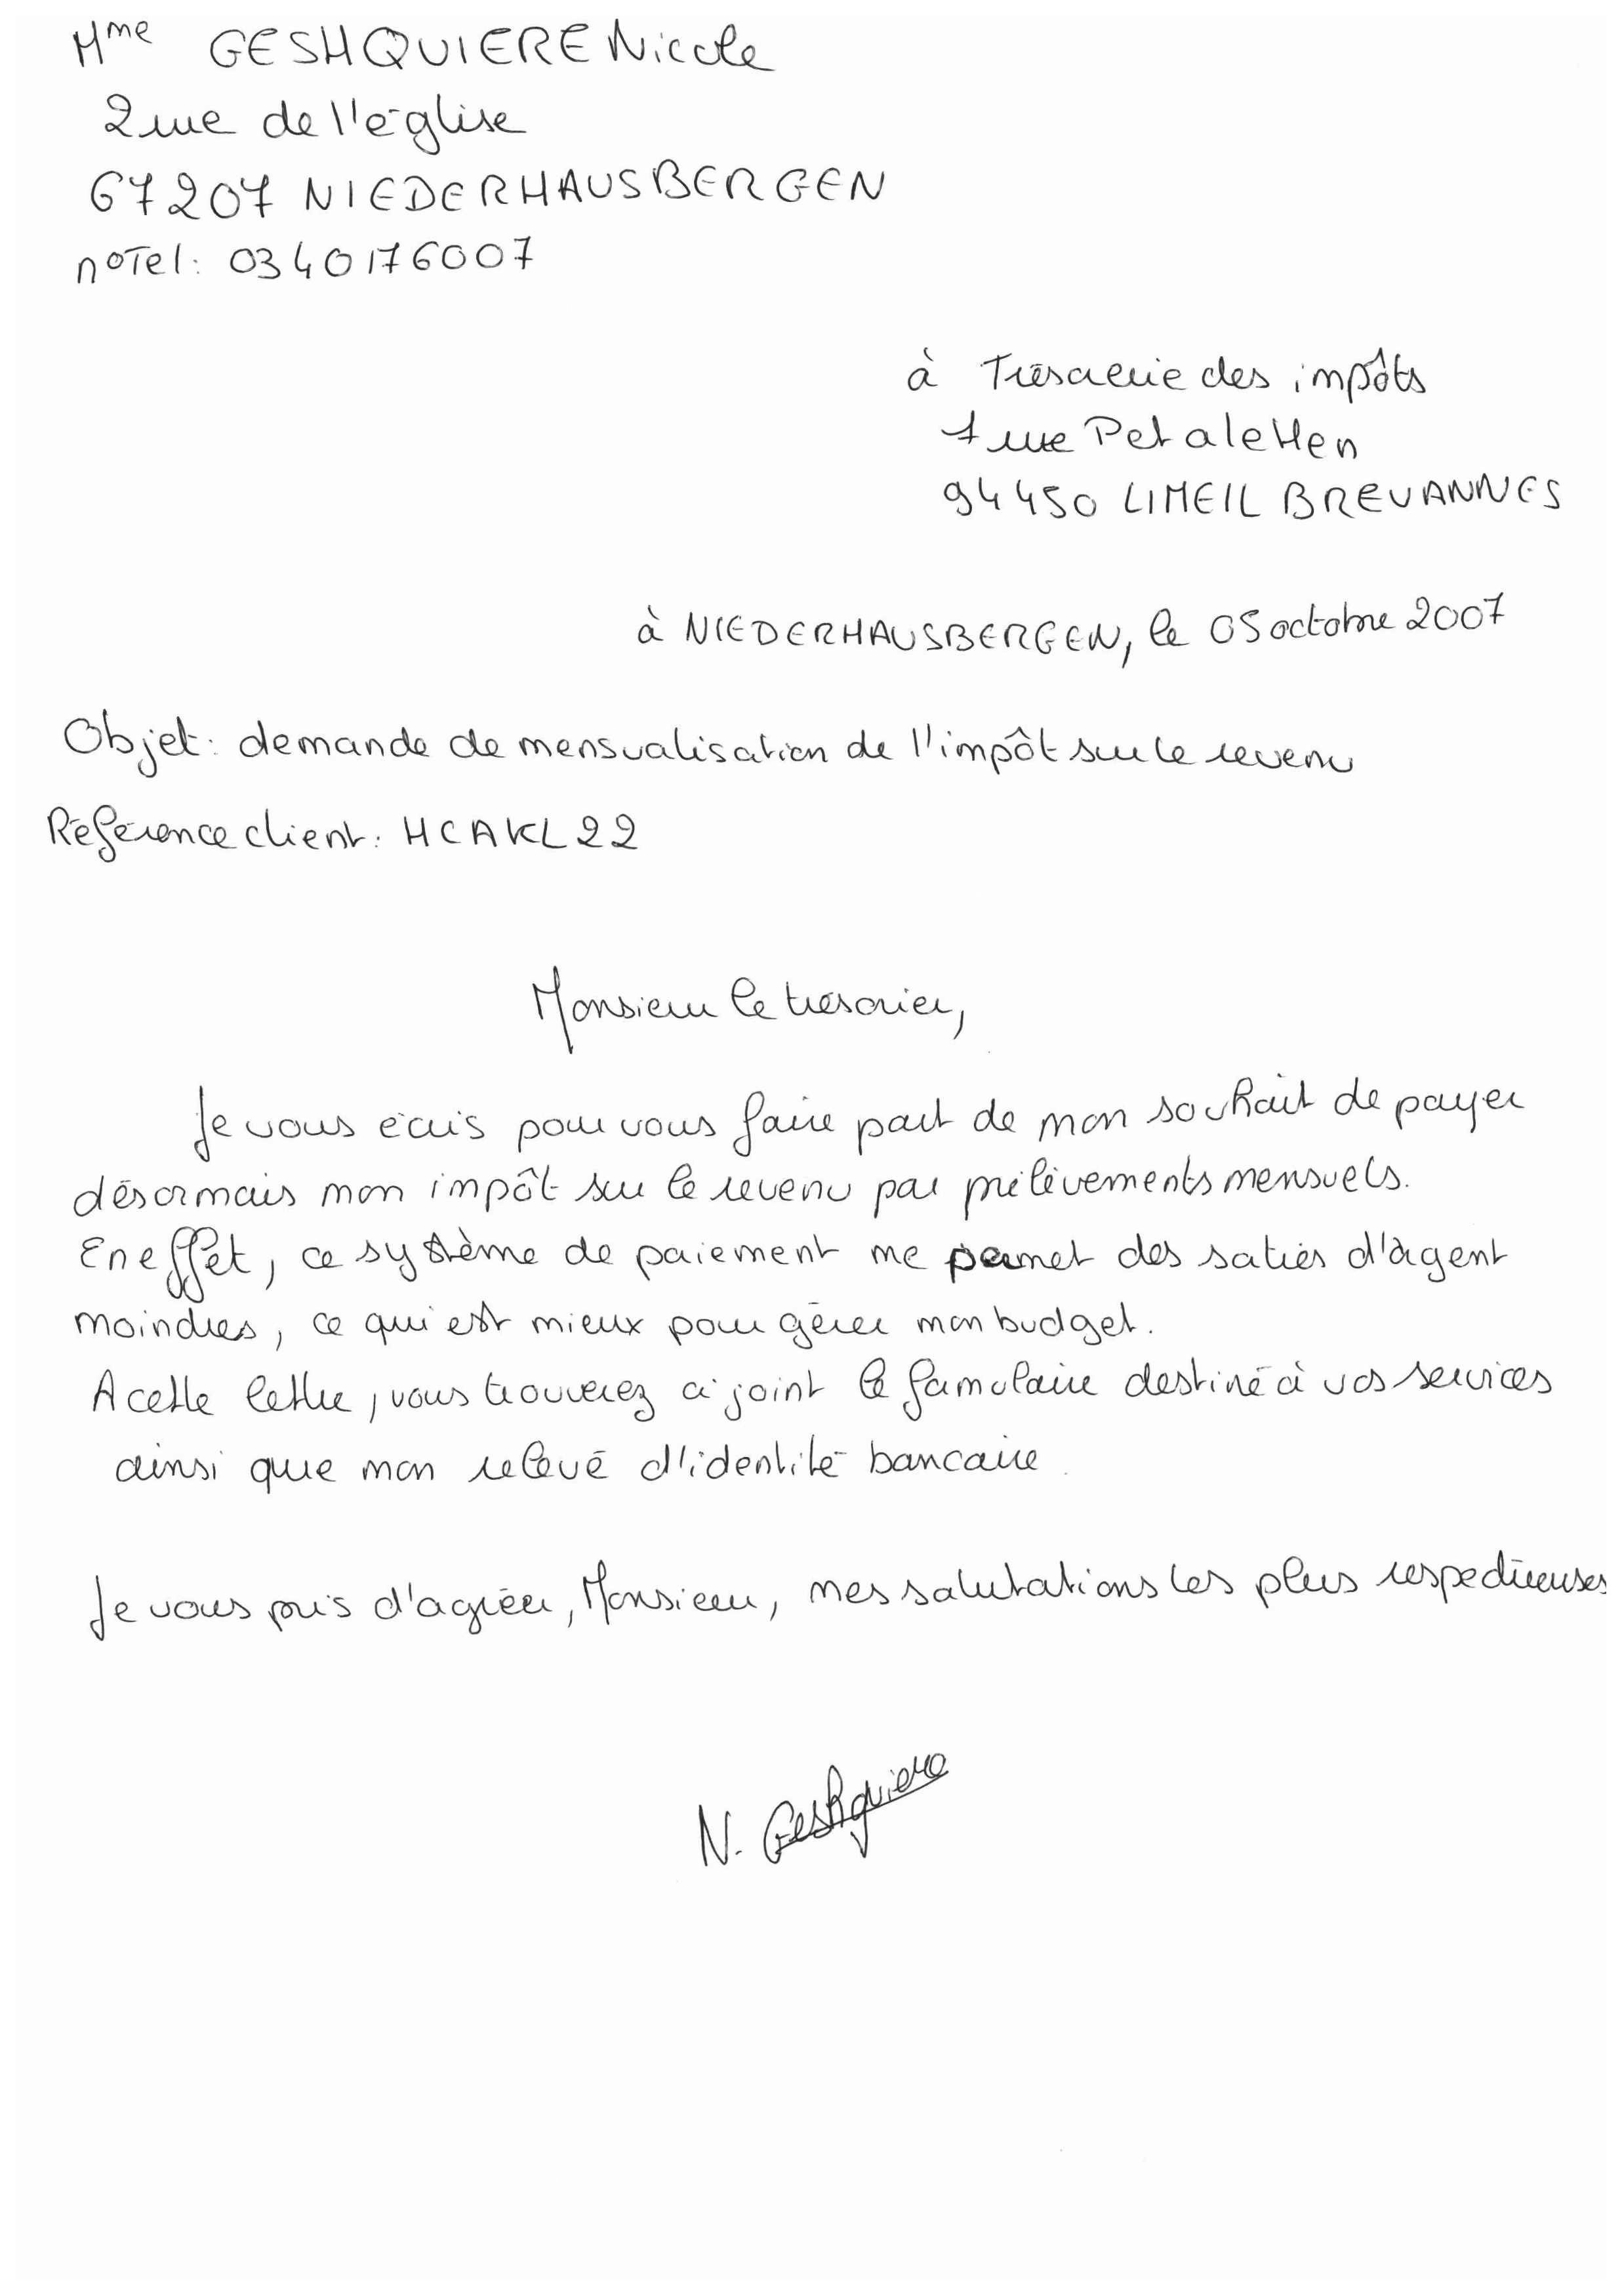 Mme GESHQUIERE Nicole
2 rue de l'église
67207 NIEDERHAUSBERGEN
n° Tel : 0340176007
à Trésorerie des impôts
1 rue Pet aletten
94450 LIMEIL BREVANNES
à NIEDERHAUSBERGEN, le 05 octobre 2007
Objet : demande de mensualisation de l'impôt sur le revenu
Référence client : HCAKL22
Monsieur le trésorier,
Je vous écris pour vous faire part de mon souhait de payer
désormais mon impôt sur le revenu par prélèvements mensuels.
En effet, ce système de paiement me permet des sorties d'argent
moindres, ce qui est mieux pour gérer mon budget.
A cette lettre, vous trouverez ci joint le formulaire destiné à vos services
ainsi que mon relevé d'identité bancaire.
Je vous pris d'agréer, Monsieur, mes salutations les plus respectueuses
N. Geshquiere